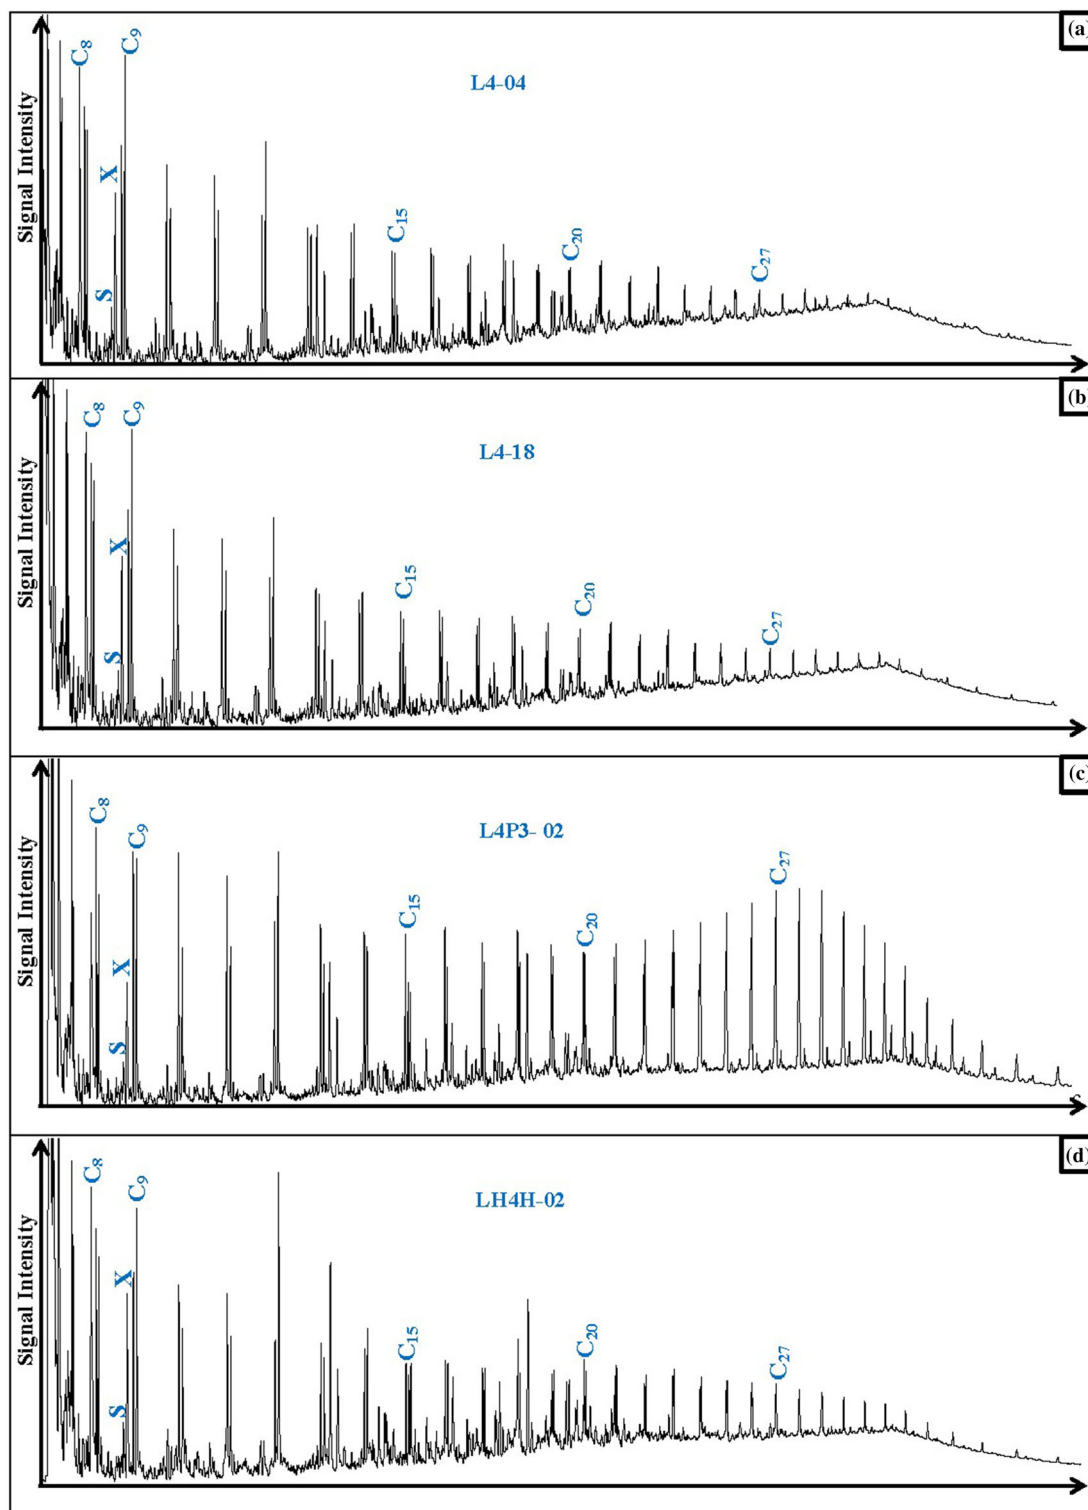 (a)
L4-04
Signal Intensity
C8
C9
X
S
C15
C20
C27
(b)
L4-18
Signal Intensity
C8
C9
X
S
C15
C20
C27
(c)
L4P3- 02
Signal Intensity
C8
C9
X
S
C15
C20
C27
(d)
LH4H-02
Signal Intensity
C8
C9
X
S
C15
C20
C27